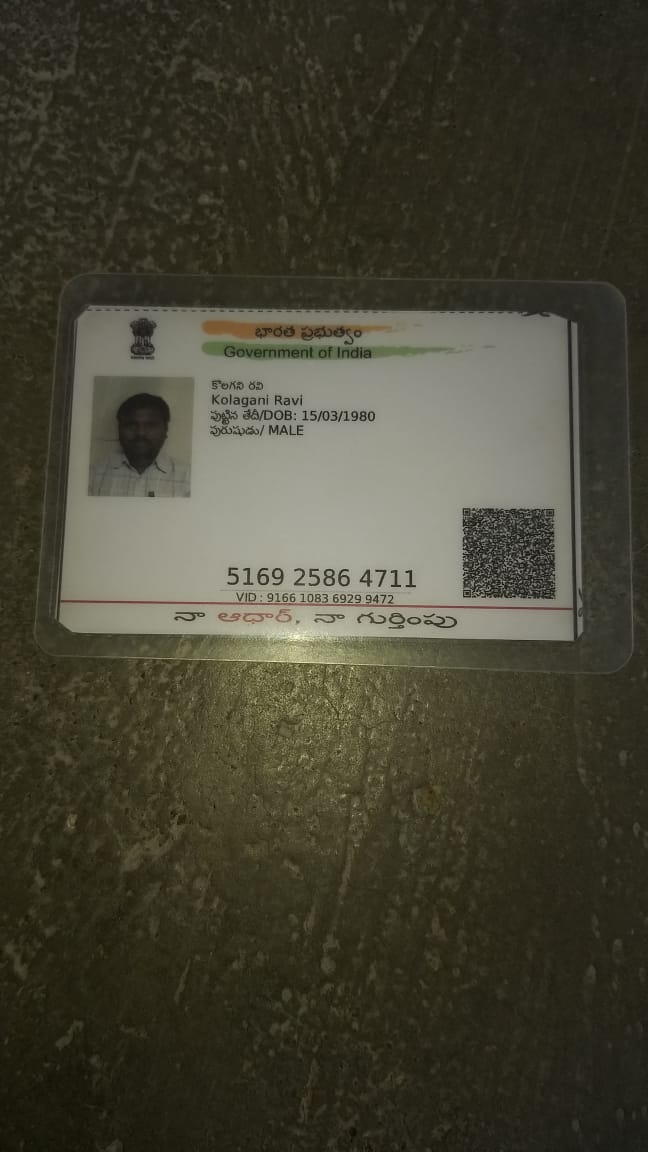 భారత ప్రభుత్వం
Government of India
కొలగని రవి
Kolagani Ravi
పుట్టిన తేదీ/DOB: 15/03/1980
పురుషుడు/ MALE
5169 2586 4711
VID : 9166 1083 6929 9472
నా ఆధార్, నా గుర్తింపు